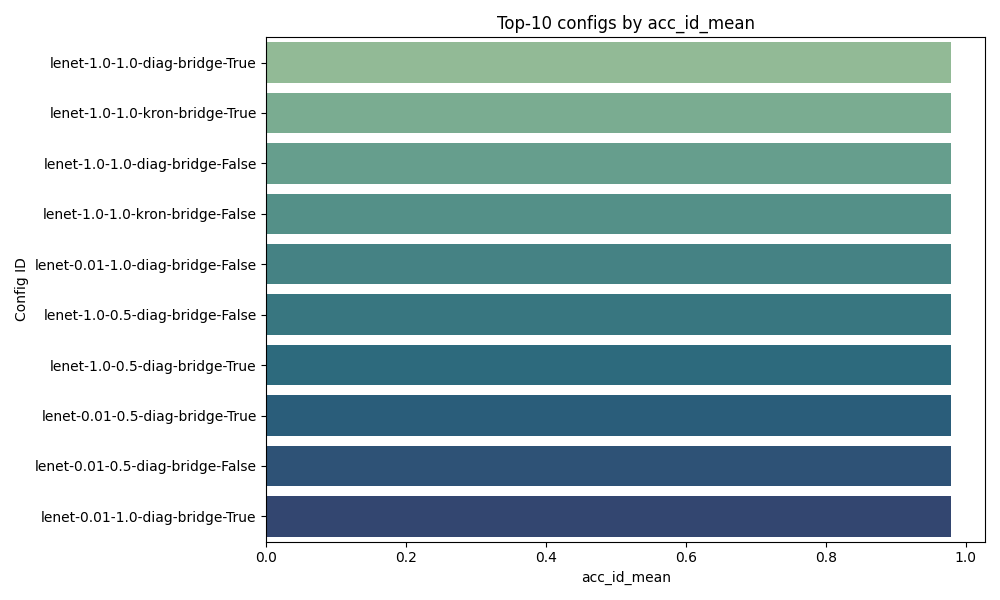 Top-10 configs by acc_id_mean
Config ID
lenet-1.0-1.0-diag-bridge-True
lenet-1.0-1.0-kron-bridge-True
lenet-1.0-1.0-diag-bridge-False
lenet-1.0-1.0-kron-bridge-False
lenet-0.01-1.0-diag-bridge-False
lenet-1.0-0.5-diag-bridge-False
lenet-1.0-0.5-diag-bridge-True
lenet-0.01-0.5-diag-bridge-True
lenet-0.01-0.5-diag-bridge-False
lenet-0.01-1.0-diag-bridge-True
0.0 0.2 0.4 0.6 0.8 1.0
acc_id_mean